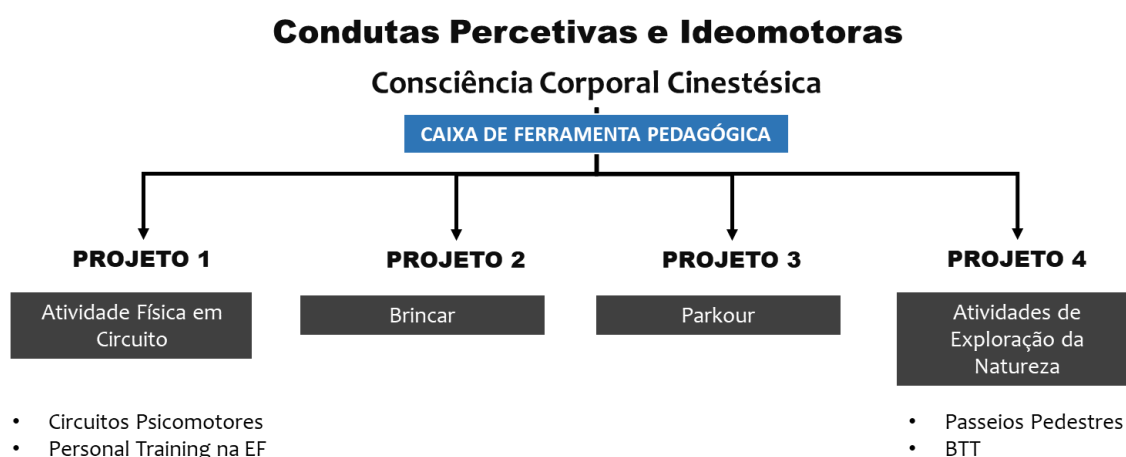 Condutas Percetivas e Ideomotoras
Consciência Corporal Cinestésica
CAIXA DE FERRAMENTA PEDAGÓGICA
PROJETO 1
Atividade Física em
Circuito
• Circuitos Psicomotores
• Personal Training na EF
PROJETO 2
Brincar
PROJETO 3
Parkour
PROJETO 4
Atividades de
Exploração da
Natureza
• Passeios Pedestres
• BTT